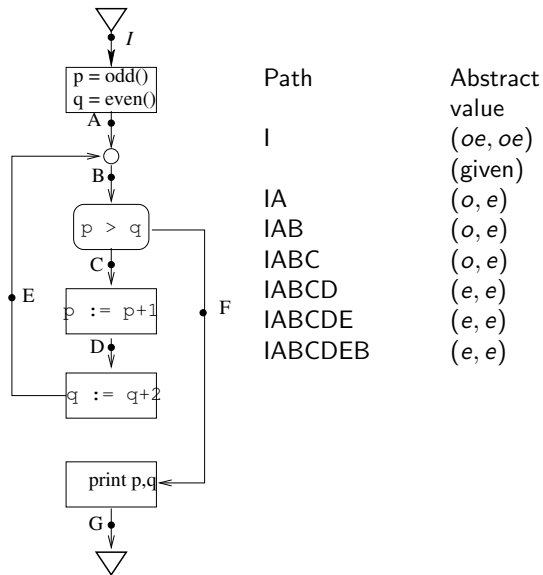 I
p = odd()
q = even()
A
B
p > q
C
E
F
p := p+1
D
q := q+2
print p,q
G
Path Abstract
value
I (oe, oe)
(given)
IA (o, e)
IAB (o, e)
IABC (o, e)
IABCD (e, e)
IABCDE (e, e)
IABCDEB (e, e)